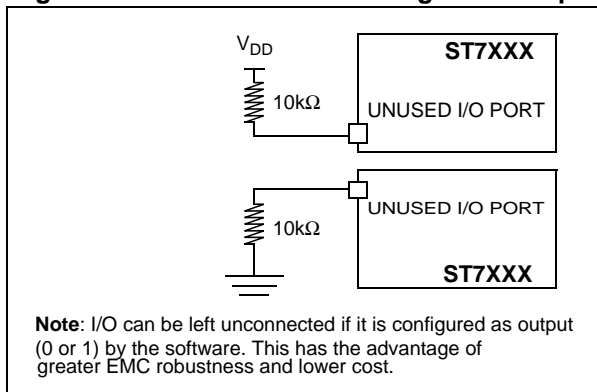 V_DD
ST7XXX
10kΩ
UNUSED I/O PORT
UNUSED I/O PORT
10kΩ
ST7XXX
Note: I/O can be left unconnected if it is configured as output
(0 or 1) by the software. This has the advantage of
greater EMC robustness and lower cost.